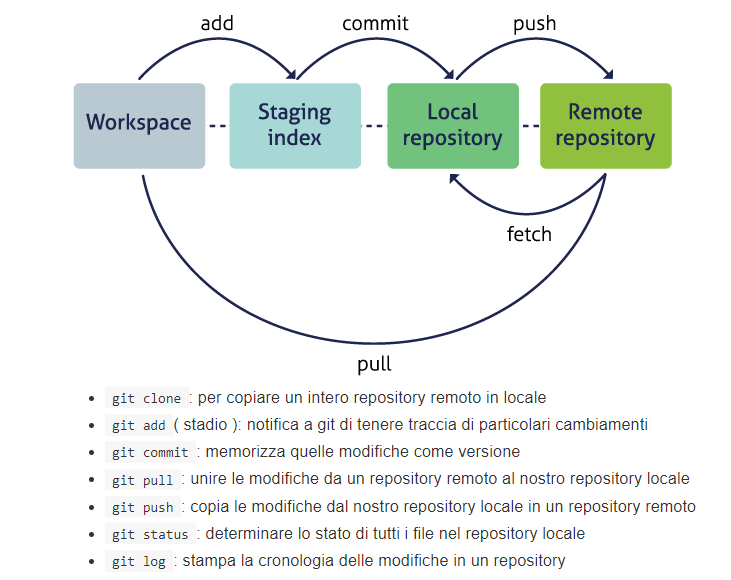 add
commit
push
Workspace
Staging
index
Local
repository
Remote
repository
fetch
pull
git clone : per copiare un intero repository remoto in locale
git add ( stadio ): notifica a git di tenere traccia di particolari cambiamenti
git commit : memorizza quelle modifiche come versione
git pull : unire le modifiche da un repository remoto al nostro repository locale
git push : copia le modifiche dal nostro repository locale in un repository remoto
git status : determinare lo stato di tutti i file nel repository locale
git log : stampa la cronologia delle modifiche in un repository